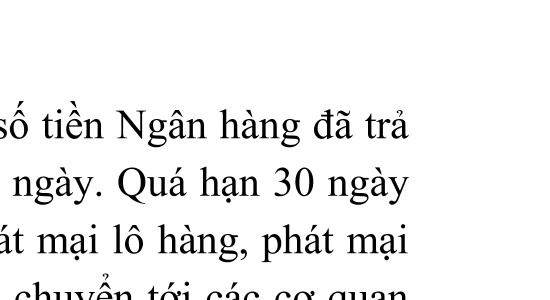 số tiền Ngân hàng đã trả
ngày. Quá hạn 30 ngày
át mại lô hàng, phát mại
chuyển tới các cơ quan